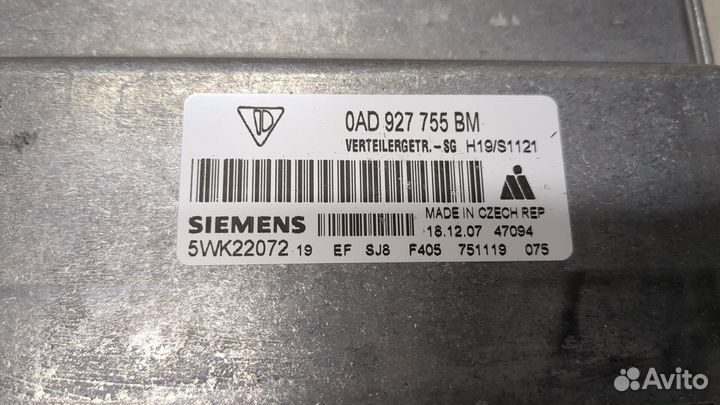 0AD 927 755 BM
VERTEILERGETR.-SG H19/S1121
SIEMENS
MADE IN CZECH REP
18.12.07 47094
5WK22072 19 EF SJ8 F405 751119 075
Avito